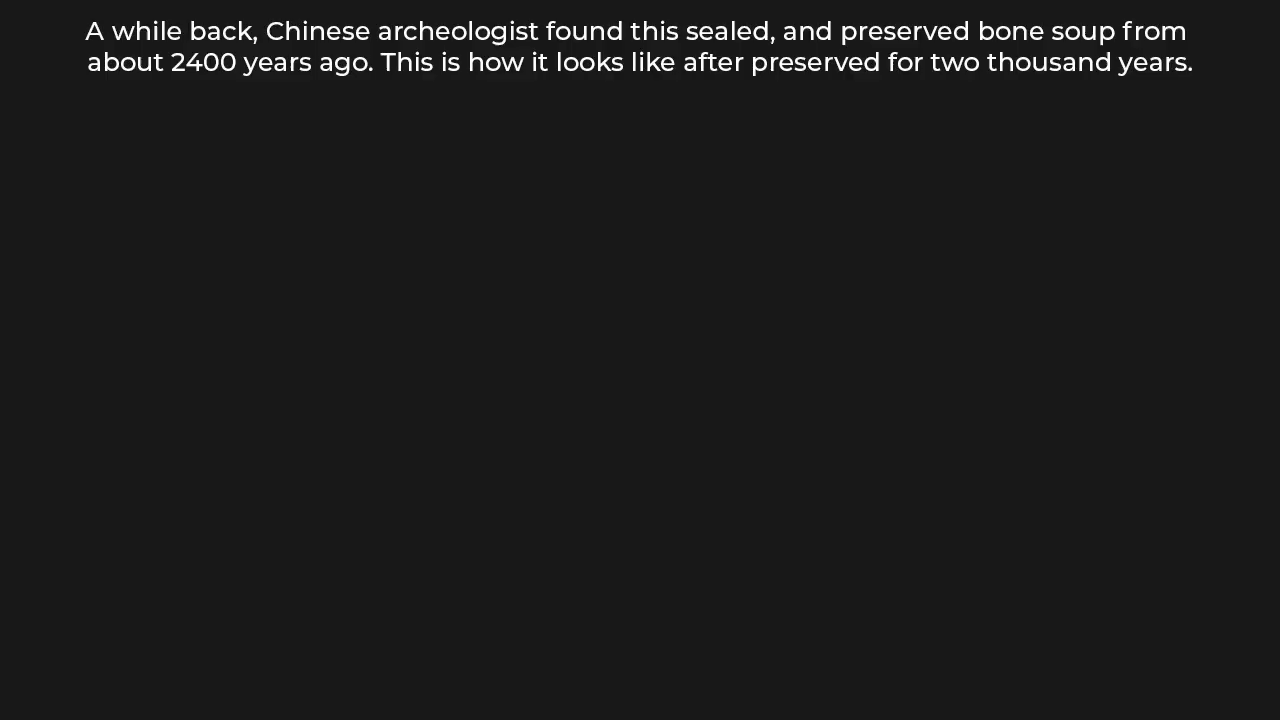 A while back, Chinese archeologist found this sealed, and preserved bone soup from
about 2400 years ago. This is how it looks like after preserved for two thousand years.